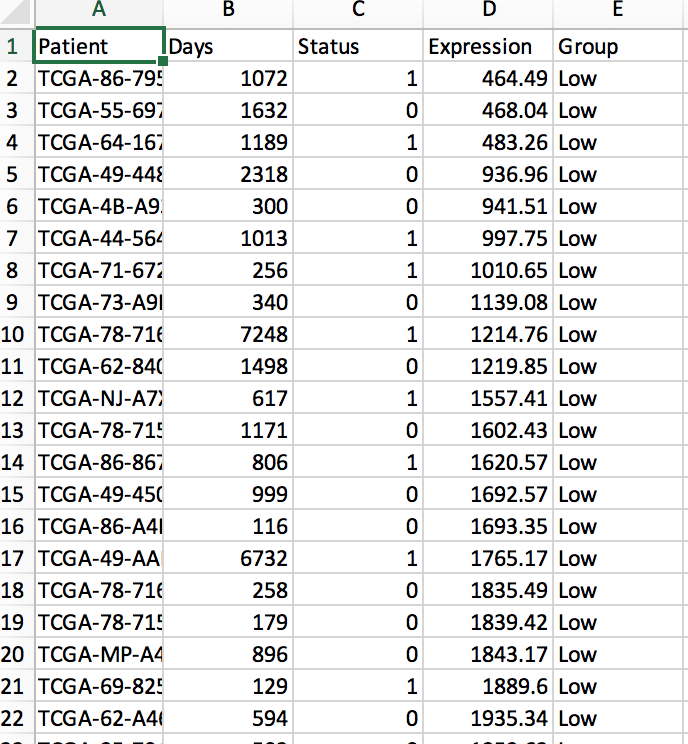 A B C D E
1 Patient Days Status Expression Group
2 TCGA-86-795 1072 1 464.49 Low
3 TCGA-55-697 1632 0 468.04 Low
4 TCGA-64-167 1189 1 483.26 Low
5 TCGA-49-448 2318 0 936.96 Low
6 TCGA-4B-A9 300 0 941.51 Low
7 TCGA-44-564 1013 1 997.75 Low
8 TCGA-71-672 256 1 1010.65 Low
9 TCGA-73-A9 340 0 1139.08 Low
10 TCGA-78-716 7248 1 1214.76 Low
11 TCGA-62-840 1498 0 1219.85 Low
12 TCGA-NJ-A7 617 1 1557.41 Low
13 TCGA-78-715 1171 0 1602.43 Low
14 TCGA-86-867 806 1 1620.57 Low
15 TCGA-49-450 999 0 1692.57 Low
16 TCGA-86-A4 116 0 1693.35 Low
17 TCGA-49-AA 6732 1 1765.17 Low
18 TCGA-78-716 258 0 1835.49 Low
19 TCGA-78-715 179 0 1839.42 Low
20 TCGA-MP-A4 896 0 1843.17 Low
21 TCGA-69-825 129 1 1889.6 Low
22 TCGA-62-A4 594 0 1935.34 Low